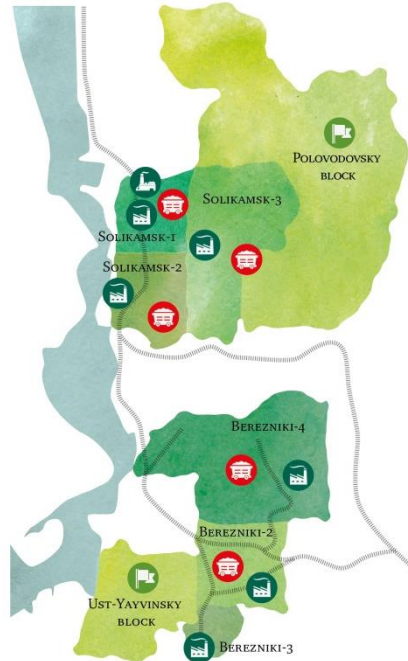 Polovodovsky
block
Solikamsk-3
Solikamsk-1
Solikamsk-2
Berezniki-4
Berezniki-2
Ust-Yayvinsky
block
Berezniki-3